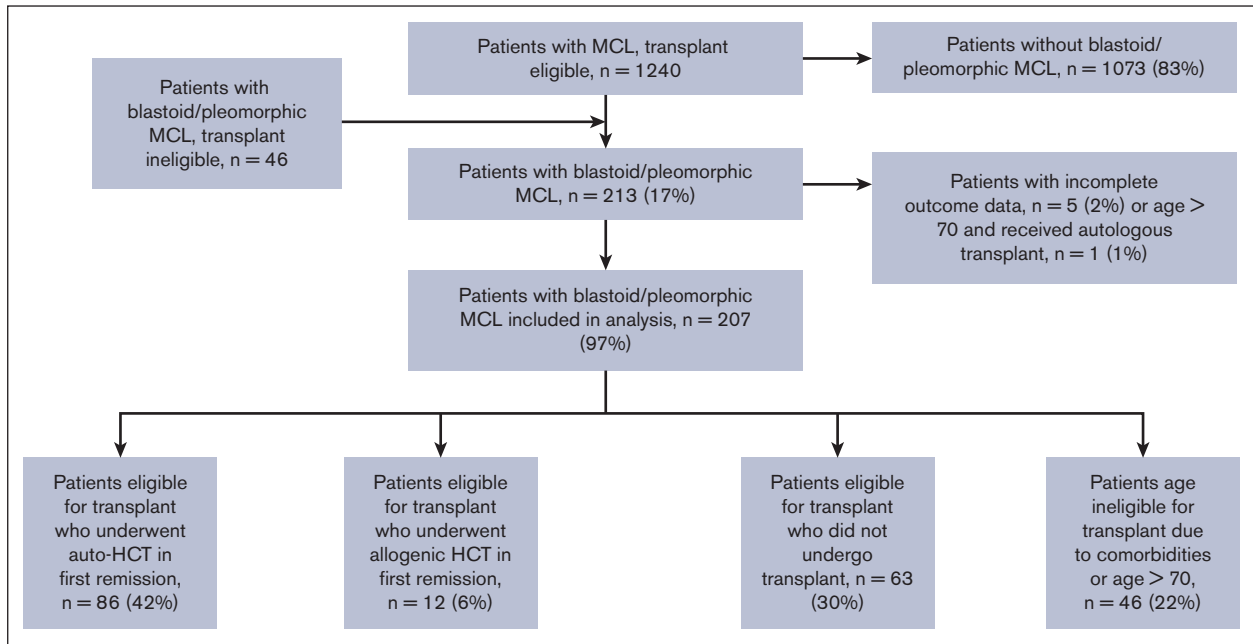 Patients with MCL, transplant
eligible, n = 1240
Patients without blastoid/
pleomorphic MCL, n = 1073 (83%)
Patients with
blastoid/pleomorphic
MCL, transplant
ineligible, n = 46
Patients with blastoid/pleomorphic
MCL, n = 213 (17%)
Patients with incomplete
outcome data, n = 5 (2%) or age >
70 and received autologous
transplant, n = 1 (1%)
Patients with blastoid/pleomorphic
MCL included in analysis, n = 207
(97%)
Patients eligible
for transplant
who underwent
auto-HCT in
first remission,
n = 86 (42%)
Patients eligible
for transplant
who underwent
allogenic HCT in
first remission,
n = 12 (6%)
Patients eligible
for transplant
who did not
undergo
transplant, n = 63
(30%)
Patients age
ineligible for
transplant due
to comorbidities
or age > 70,
n = 46 (22%)